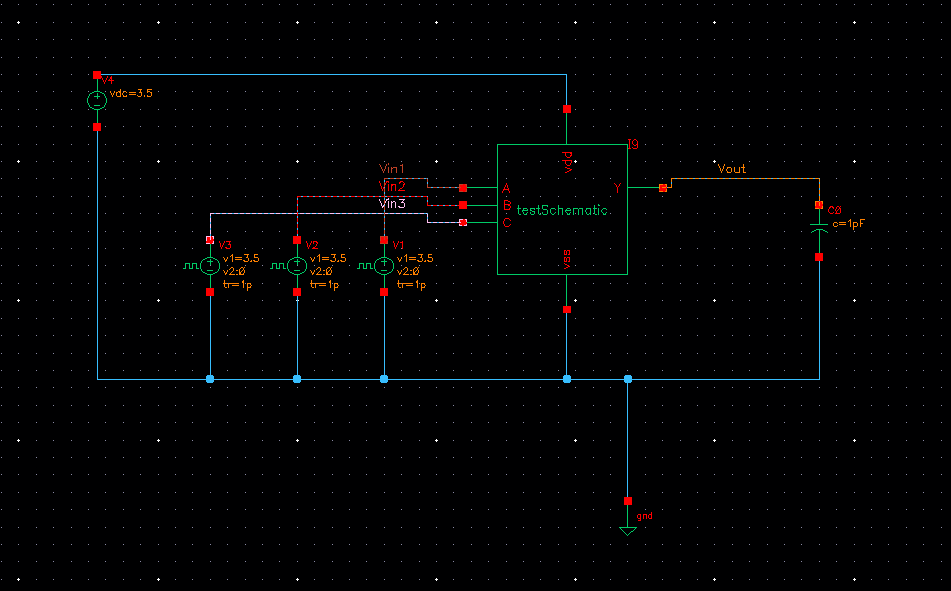 V4
vdc=3.5
I9
vdd
Vin1
Vin2
Vin3
A
B
C
Y
testSchematic
vss
Vout
C0
c=1pF
V3
v1=3.5
v2:0
tr=1p
V2
v1=3.5
v2:0
tr=1p
V1
v1=3.5
v2:0
tr=1p
gnd